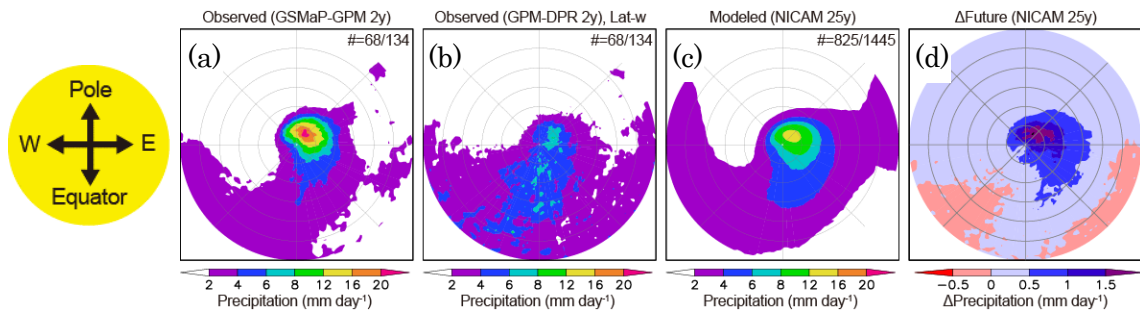 Pole
W E
Equator
Observed (GSMaP-GPM 2y)
#=68/134
(a)
2 4 6 8 10 12 16 20
Precipitation (mm day-1)
Observed (GPM-DPR 2y), Lat-w
#=68/134
(b)
2 4 6 8 10 12 16 20
Precipitation (mm day-1)
Modeled (NICAM 25y)
#=825/1445
(c)
2 4 6 8 10 12 16 20
Precipitation (mm day-1)
ΔFuture (NICAM 25y)
(d)
−0.5 0 0.5 1 1.5
ΔPrecipitation (mm day-1)